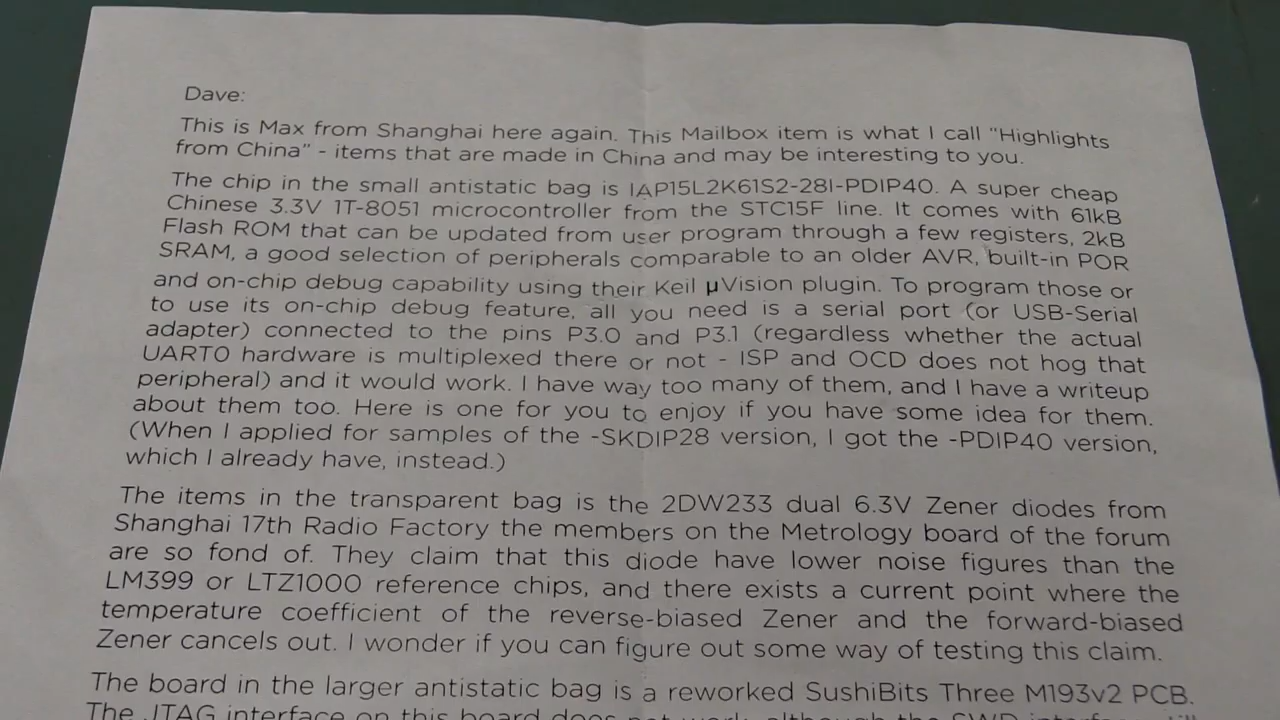 Dave:
This is Max from Shanghai here again. This Mailbox item is what I call "Highlights
from China" - items that are made in China and may be interesting to you.
The chip in the small antistatic bag is IAP15L2K61S2-28I-PDIP40. A super cheap
Chinese 3.3V 1T-8051 microcontroller from the STC15F line. It comes with 61kB
Flash ROM that can be updated from user program through a few registers, 2kB
SRAM, a good selection of peripherals comparable to an older AVR, built-in POR
and on-chip debug capability using their Keil µVision plugin. To program those or
to use its on-chip debug feature, all you need is a serial port (or USB-Serial
adapter) connected to the pins P3.0 and P3.1 (regardless whether the actual
UART0 hardware is multiplexed there or not - ISP and OCD does not hog that
peripheral) and it would work. I have way too many of them, and I have a writeup
about them too. Here is one for you to enjoy if you have some idea for them.
(When I applied for samples of the -SKDIP28 version, I got the -PDIP40 version,
which I already have, instead.)
The items in the transparent bag is the 2DW233 dual 6.3V Zener diodes from
Shanghai 17th Radio Factory the members on the Metrology board of the forum
are so fond of. They claim that this diode have lower noise figures than the
LM399 or LTZ1000 reference chips, and there exists a current point where the
temperature coefficient of the reverse-biased Zener and the forward-biased
Zener cancels out. I wonder if you can figure out some way of testing this claim.
The board in the larger antistatic bag is a reworked SushiBits Three M193v2 PCB.
The JTAG interface on this board does not work, although the SWD